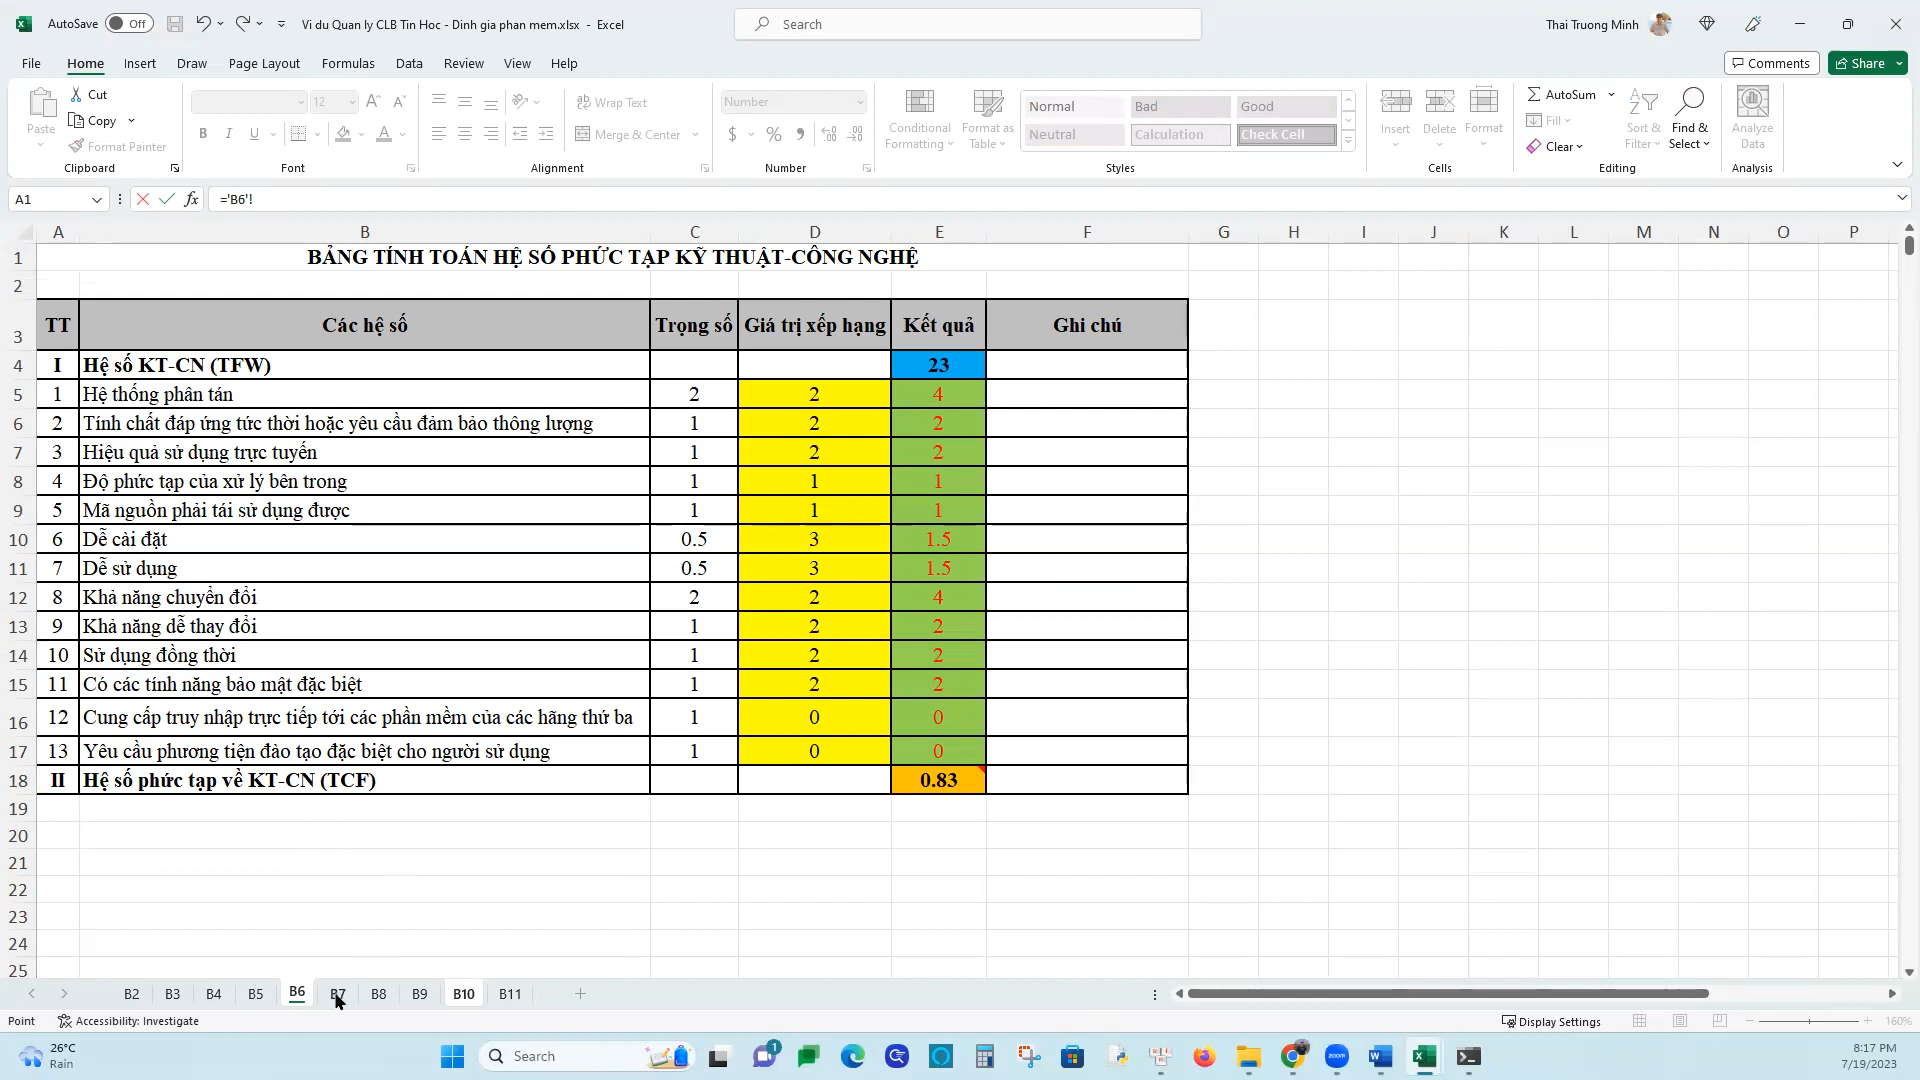 AutoSave Off Vi du Quan ly CLB Tin Hoc - Dinh gia phan mem.xlsx - Excel Search Thai Truong Minh
File Home Insert Draw Page Layout Formulas Data Review View Help Comments Share
Paste Cut Copy Format Painter Clipboard
12 B I U Font
Wrap Text Merge & Center Alignment
Number $ % , Number
Conditional Formatting Format as Table Normal Bad Good Neutral Calculation Check Cell Styles
Insert Delete Format Cells
AutoSum Fill Clear Sort & Filter Find & Select Editing
Analyze Data Analysis
A1 fx ='B6'!
A B C D E F G H I J K L M N O P
1 BẢNG TÍNH TOÁN HỆ SỐ PHỨC TẠP KỸ THUẬT-CÔNG NGHỆ
2
3 TT Các hệ số Trọng số Giá trị xếp hạng Kết quả Ghi chú
4 I Hệ số KT-CN (TFW) 23
5 1 Hệ thống phân tán 2 2 4
6 2 Tính chất đáp ứng tức thời hoặc yêu cầu đảm bảo thông lượng 1 2 2
7 3 Hiệu quả sử dụng trực tuyến 1 2 2
8 4 Độ phức tạp của xử lý bên trong 1 1 1
9 5 Mã nguồn phải tái sử dụng được 1 1 1
10 6 Dễ cài đặt 0.5 3 1.5
11 7 Dễ sử dụng 0.5 3 1.5
12 8 Khả năng chuyển đổi 2 2 4
13 9 Khả năng dễ thay đổi 1 2 2
14 10 Sử dụng đồng thời 1 2 2
15 11 Có các tính năng bảo mật đặc biệt 1 2 2
16 12 Cung cấp truy nhập trực tiếp tới các phần mềm của các hãng thứ ba 1 0 0
17 13 Yêu cầu phương tiện đào tạo đặc biệt cho người sử dụng 1 0 0
18 II Hệ số phức tạp về KT-CN (TCF) 0.83
19
20
21
22
23
24
25
B2 B3 B4 B5 B6 B7 B8 B9 B10 B11
Point Accessibility: Investigate Display Settings 160%
26°C Rain Search 1 zoom 8:17 PM
7/19/2023